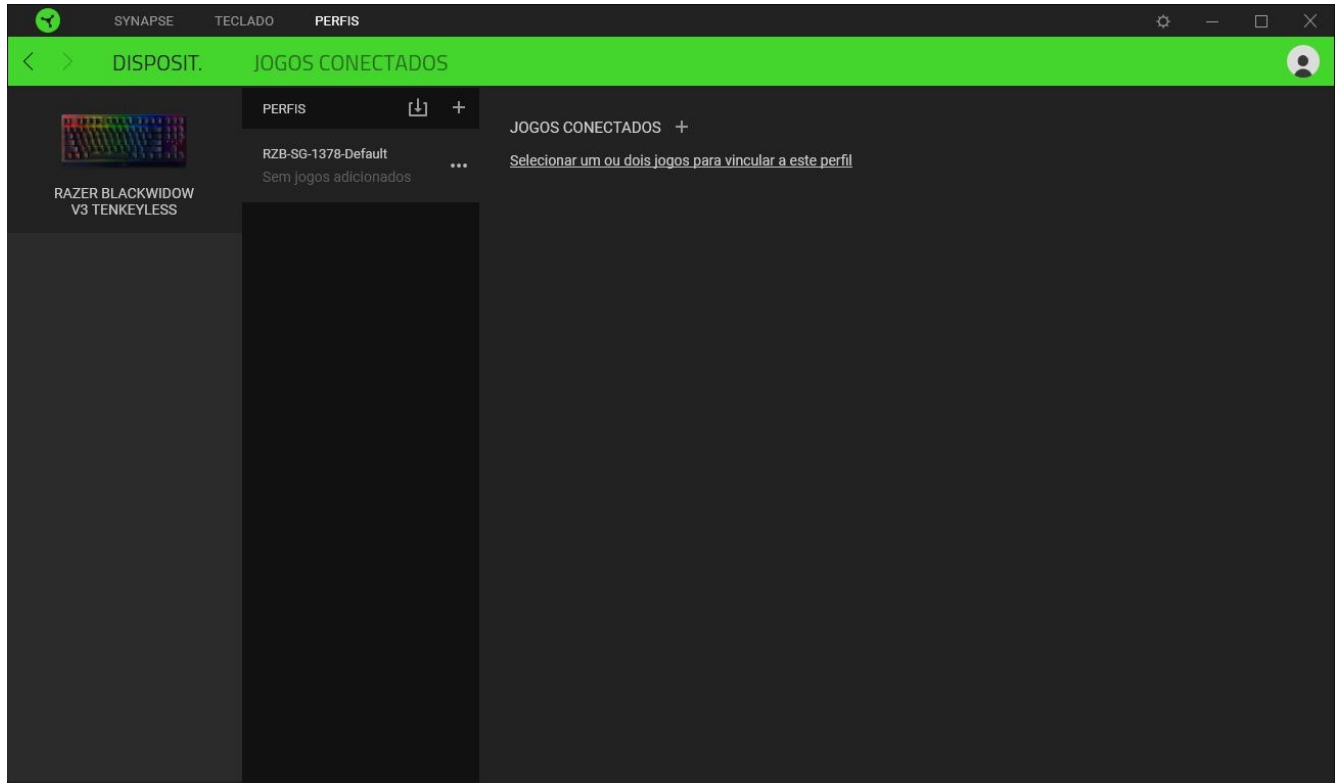 SYNAPSE TECLADO PERFIS
DISPOSIT. JOGOS CONECTADOS
RAZER BLACKWIDOW
V3 TENKEYLESS
PERFIS
RZB-SG-1378-Default
Sem jogos adicionados
JOGOS CONECTADOS +
Selecionar um ou dois jogos para vincular a este perfil